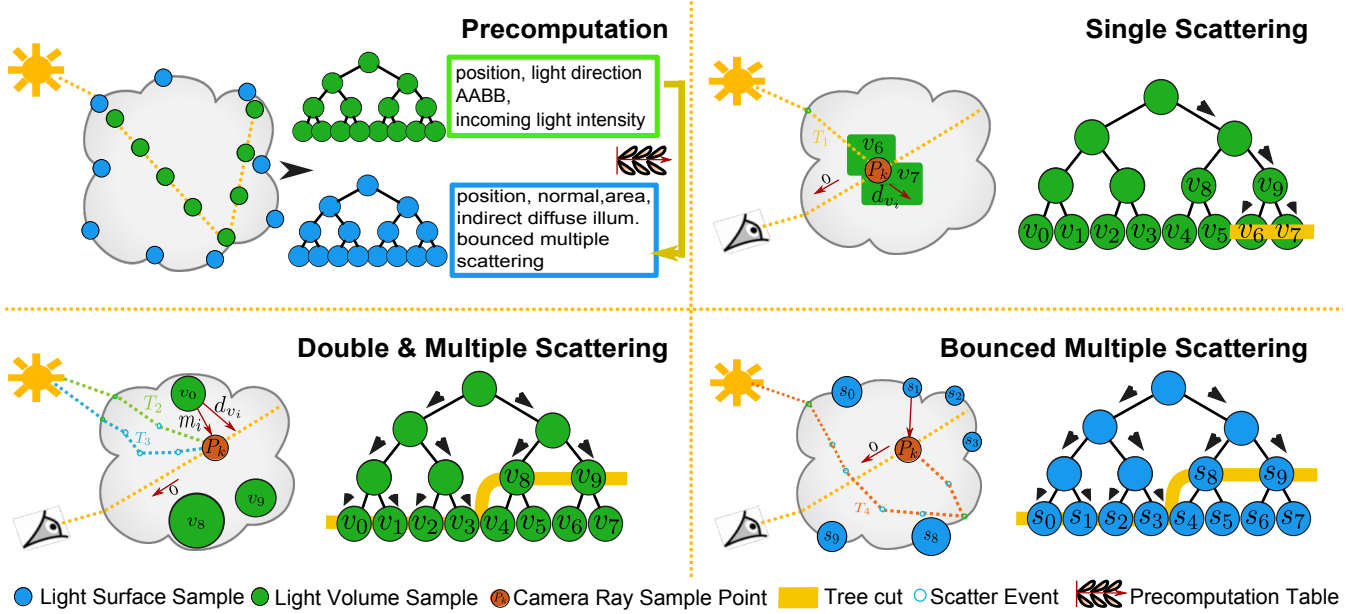 Precomputation
position, light direction
AABB,
incoming light intensity
position, normal,area,
indirect diffuse illum.
bounced multiple
scattering
Single Scattering
T₁
v₆
Pₖ
v₇
o
d_{v_i}
v₈ v₉
v₀ v₁ v₂ v₃ v₄ v₅ v₆ v₇
Double & Multiple Scattering
v₀
T₂
d_{v_i}
mᵢ
T₃
Pₖ
o
v₉
v₈
v₈ v₉
v₀ v₁ v₂ v₃ v₄ v₅ v₆ v₇
Bounced Multiple Scattering
s₀ s₁ s₂
s₃
o
Pₖ
T₄
s₉ s₈
s₈ s₉
s₀ s₁ s₂ s₃ s₄ s₅ s₆ s₇
Light Surface Sample Light Volume Sample Pₖ Camera Ray Sample Point Tree cut Scatter Event Precomputation Table